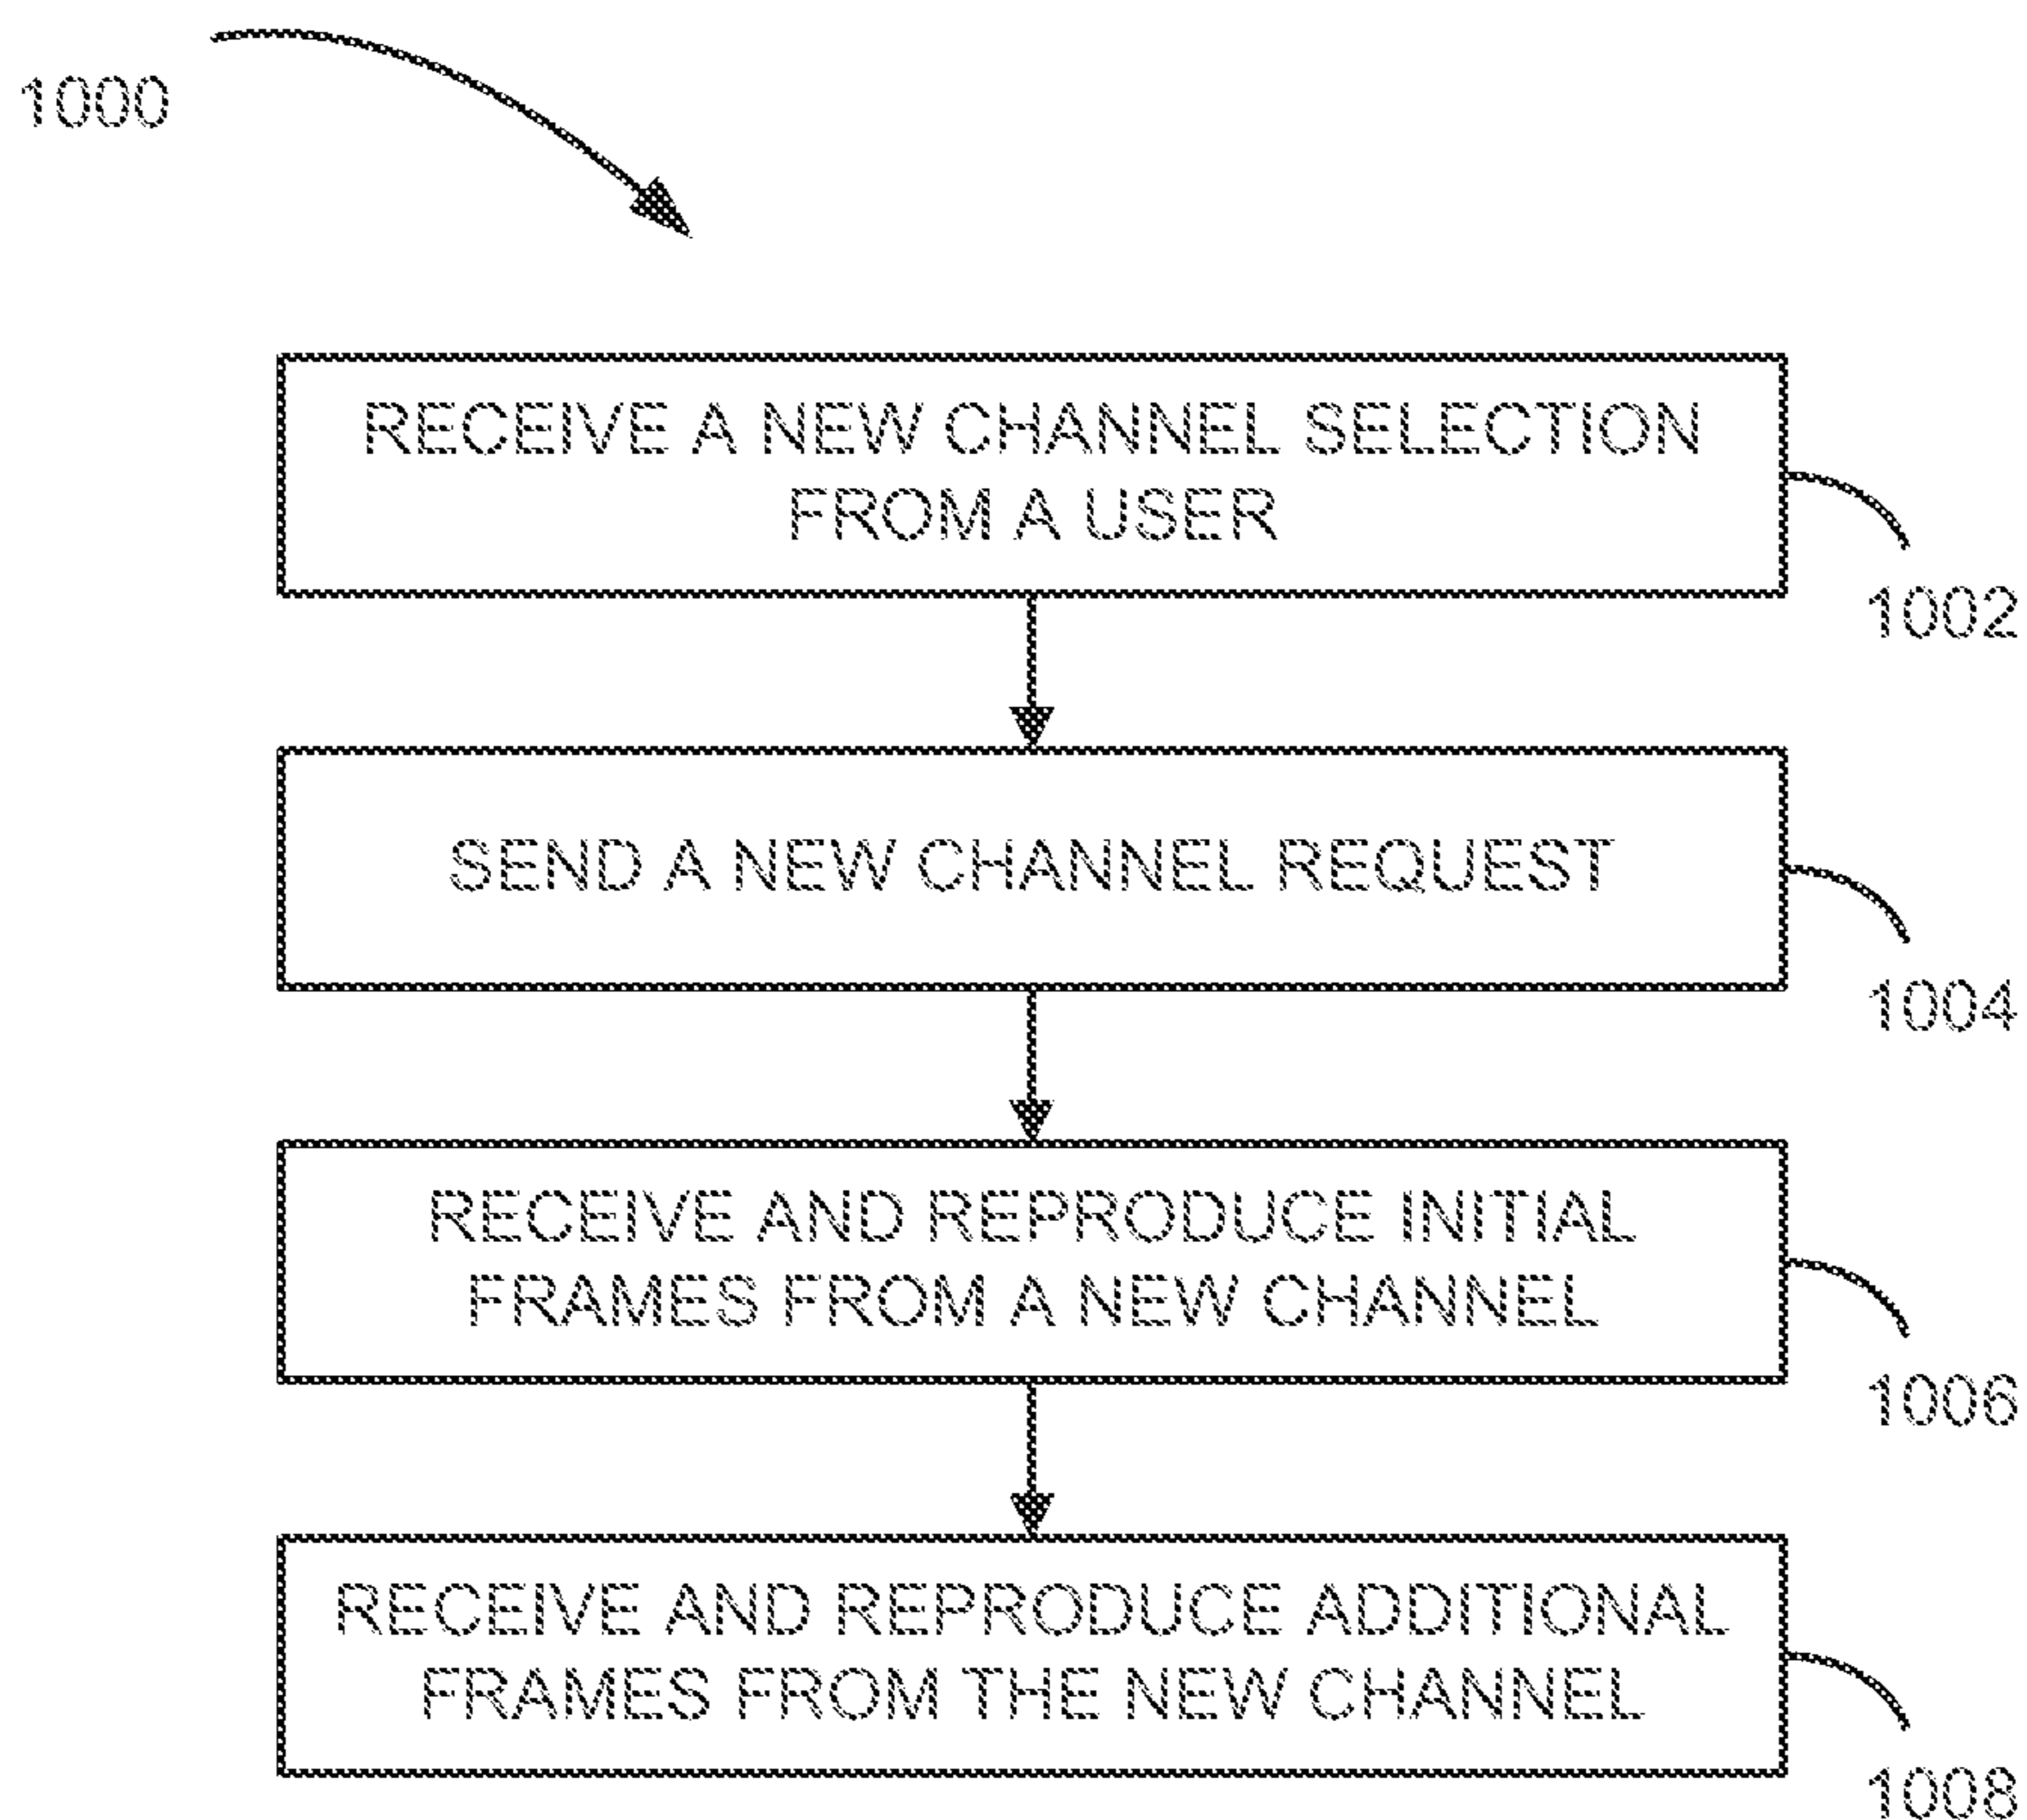 1000
RECEIVE A NEW CHANNEL SELECTION
FROM A USER
1002
SEND A NEW CHANNEL REQUEST
1004
RECEIVE AND REPRODUCE INITIAL
FRAMES FROM A NEW CHANNEL
1006
RECEIVE AND REPRODUCE ADDITIONAL
FRAMES FROM THE NEW CHANNEL
1008